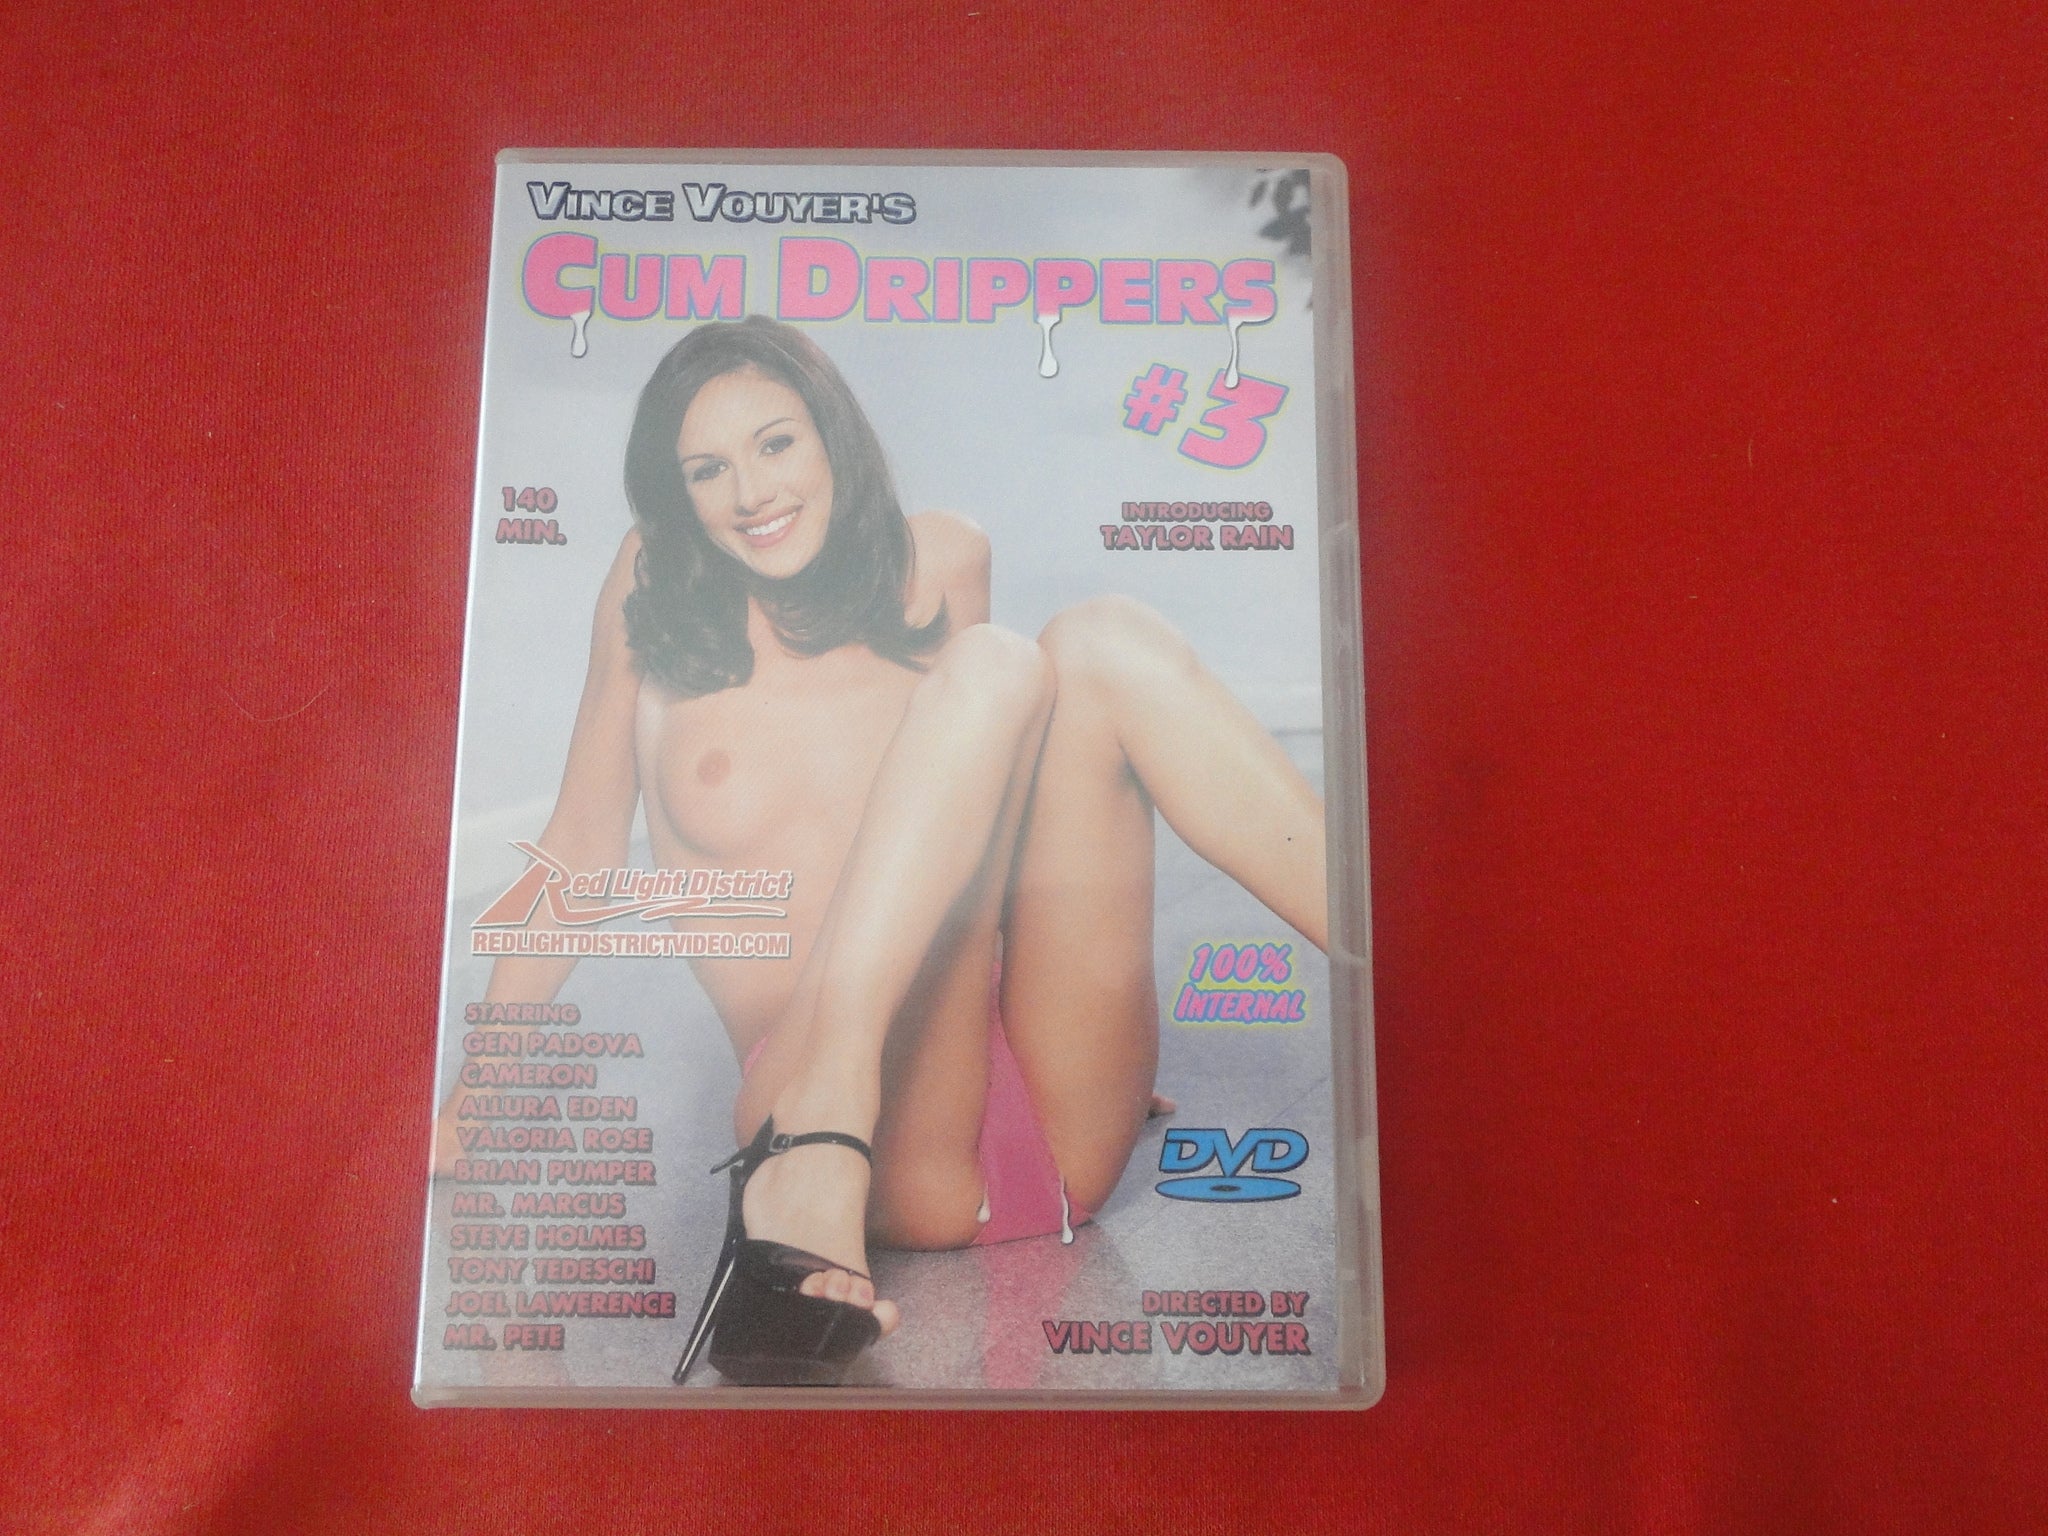 VINCE VOUYER'S
CUM DRIPPERS
#3
140
MIN.
INTRODUCING
TAYLOR RAIN
Red Light District
REDLIGHTDISTRICTVIDEO.COM
100%
INTERNAL
STARRING
GEN PADOVA
CAMERON
ALLURA EDEN
VALORIA ROSE
BRIAN PUMPER
MR. MARCUS
STEVE HOLMES
TONY TEDESCHI
JOEL LAWERENCE
MR. PETE
DVD
DIRECTED BY
VINCE VOUYER